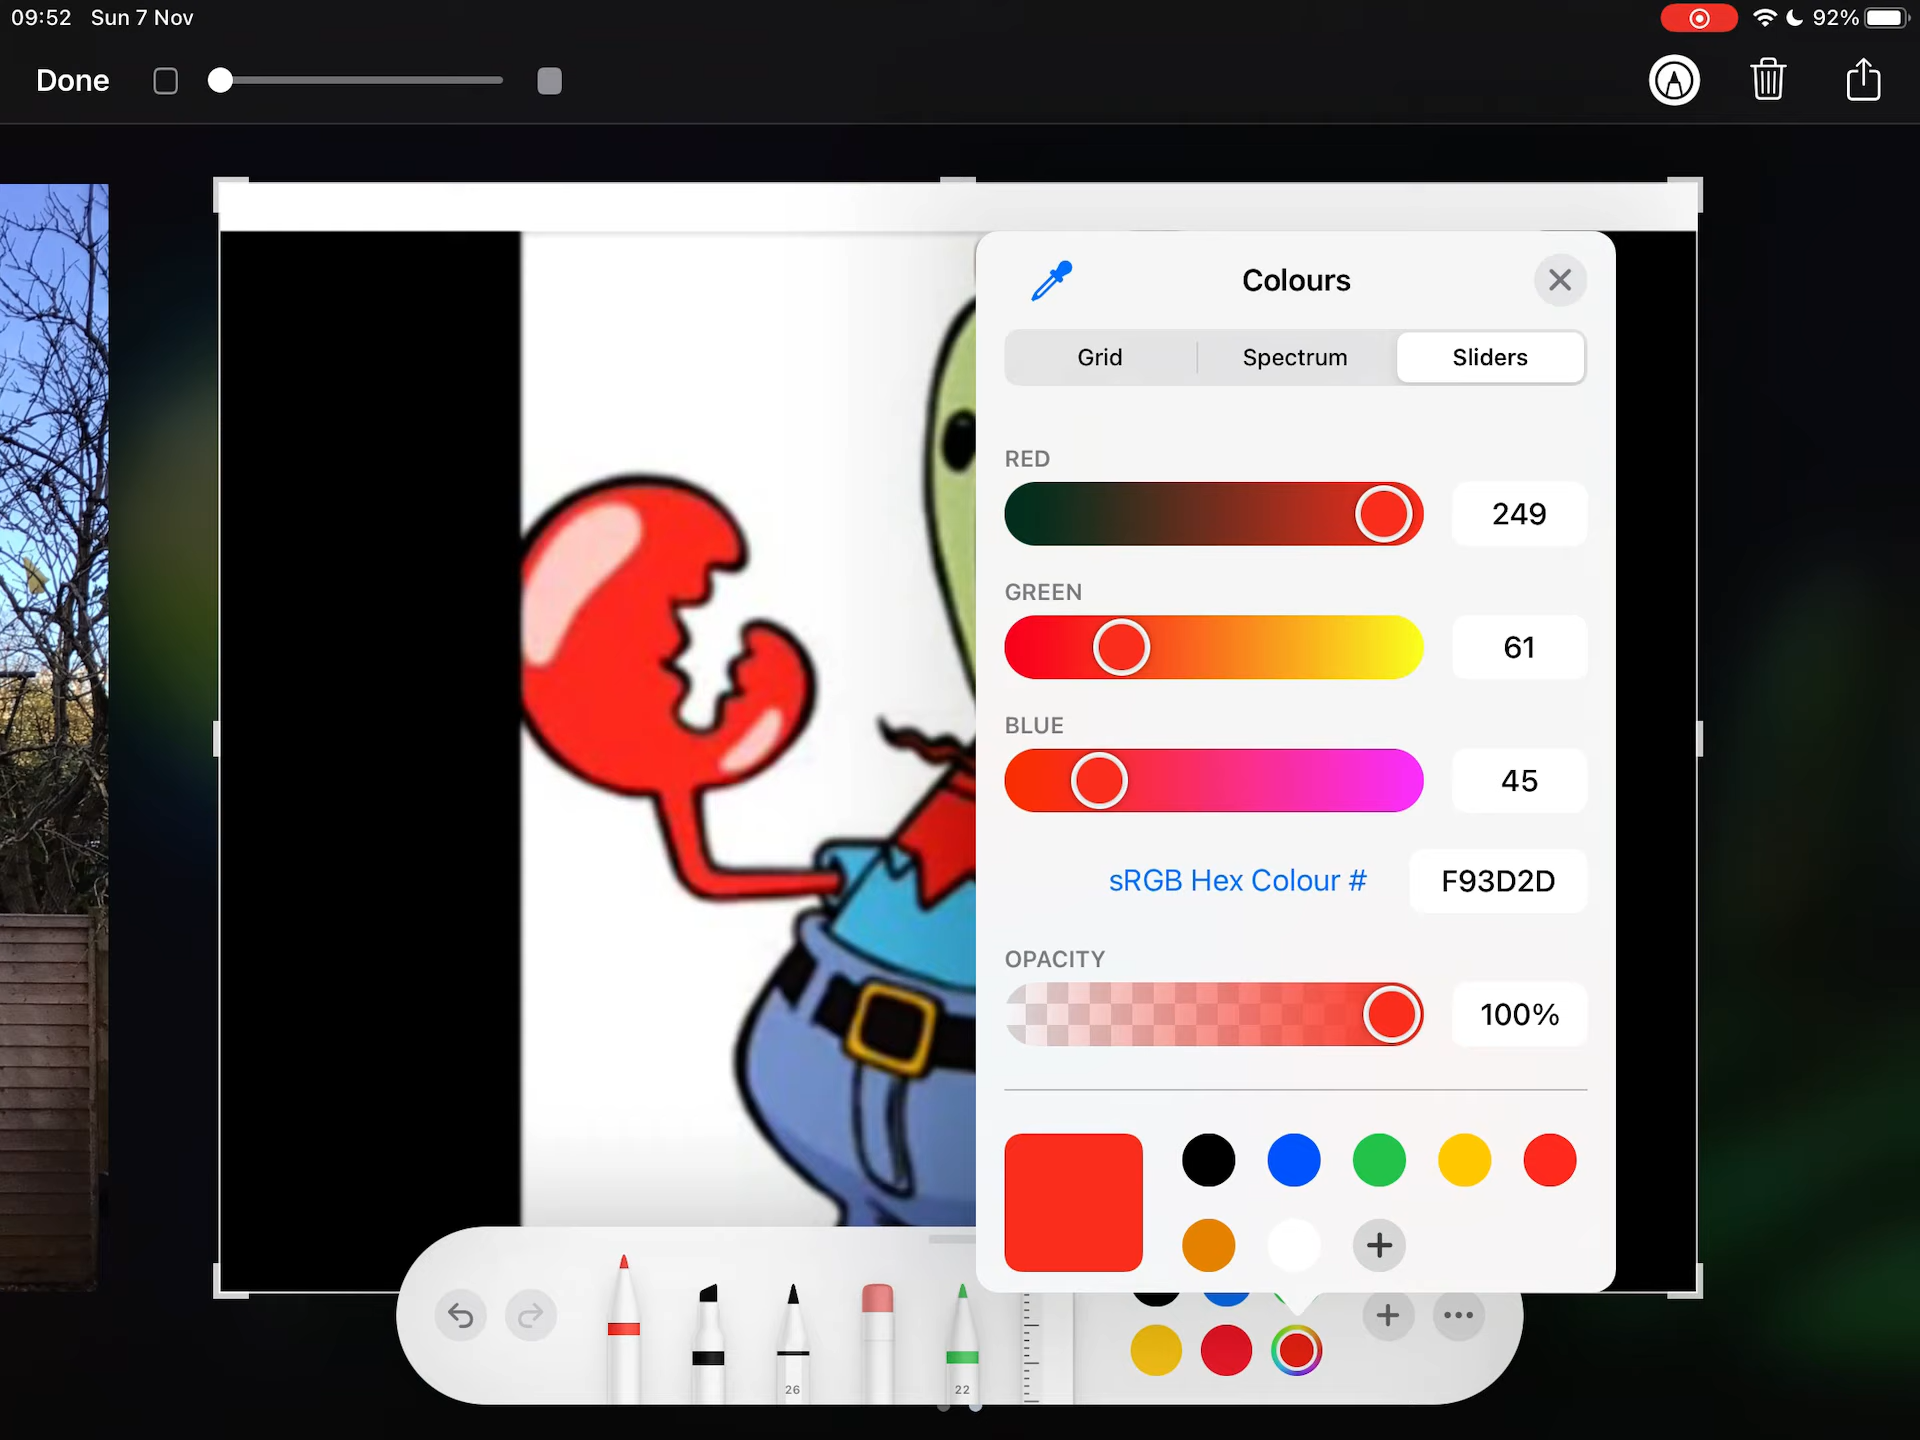 09:52 Sun 7 Nov 92%
Done
Colours
Grid Spectrum Sliders
RED
249
GREEN
61
BLUE
45
sRGB Hex Colour # F93D2D
OPACITY
100%
26 22